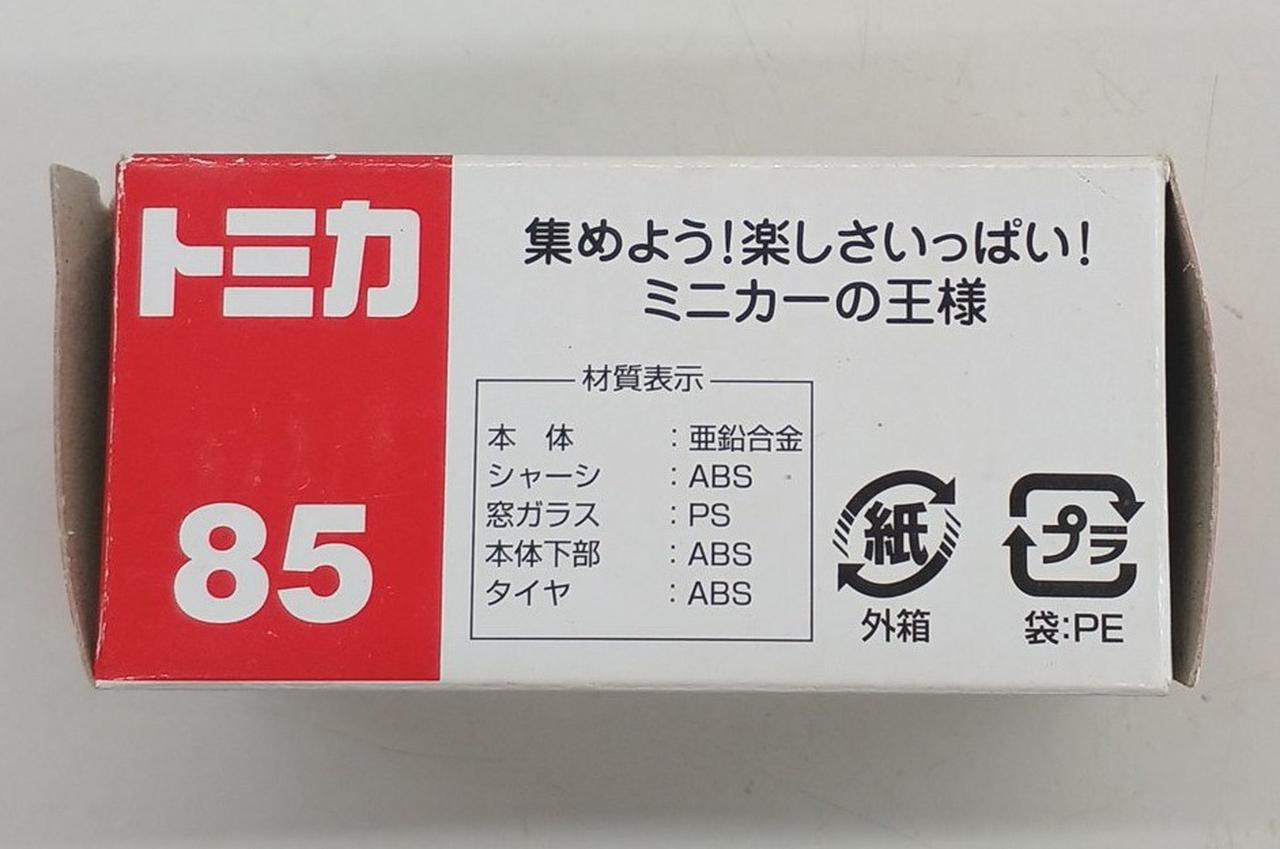 トミカ
85
集めよう!楽しさいっぱい!
ミニカーの王様
材質表示
本 体 : 亜鉛合金
シャーシ : ABS
窓ガラス : PS
本体下部 : ABS
タイヤ : ABS
紙
外箱
プラ
袋:PE